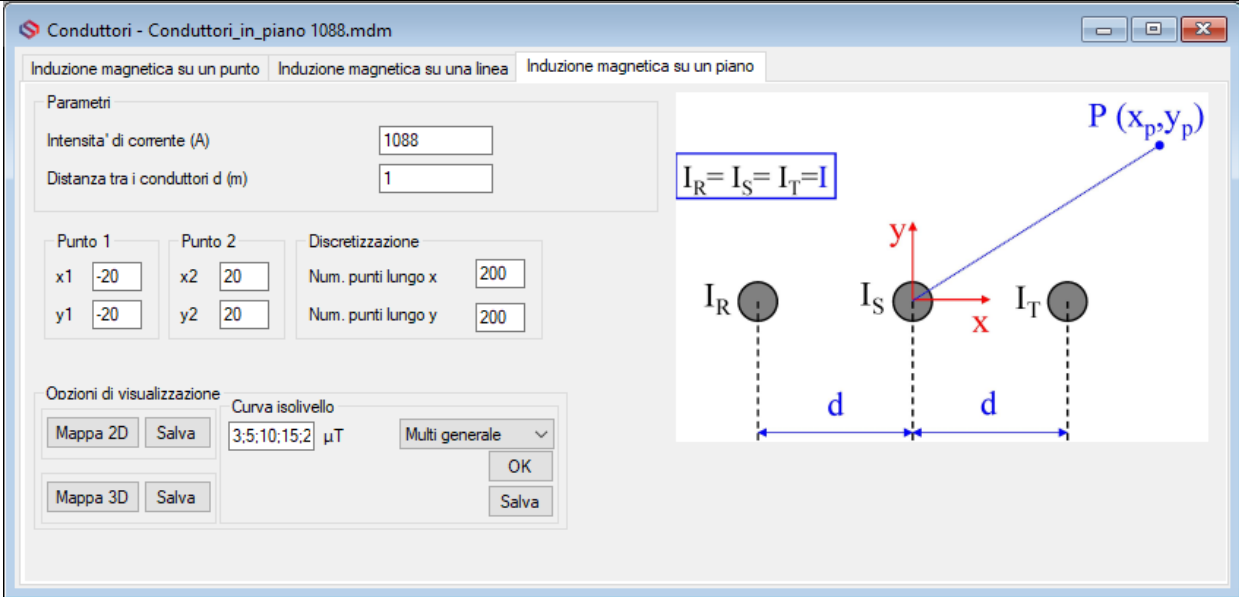 Conduttori - Conduttori_in_piano 1088.mdm
Induzione magnetica su un punto
Induzione magnetica su una linea
Induzione magnetica su un piano
Parametri
Intensita' di corrente (A) 1088
Distanza tra i conduttori d (m) 1
Punto 1
x1 -20
y1 -20
Punto 2
x2 20
y2 20
Discretizzazione
Num. punti lungo x 200
Num. punti lungo y 200
Opzioni di visualizzazione
Mappa 2D Salva
Mappa 3D Salva
Curva isolivello
3;5;10;15;2 µT Multi generale
OK
Salva
P (xp,yp)
IR= IS= IT=I
y
IR IS IT
x
d d